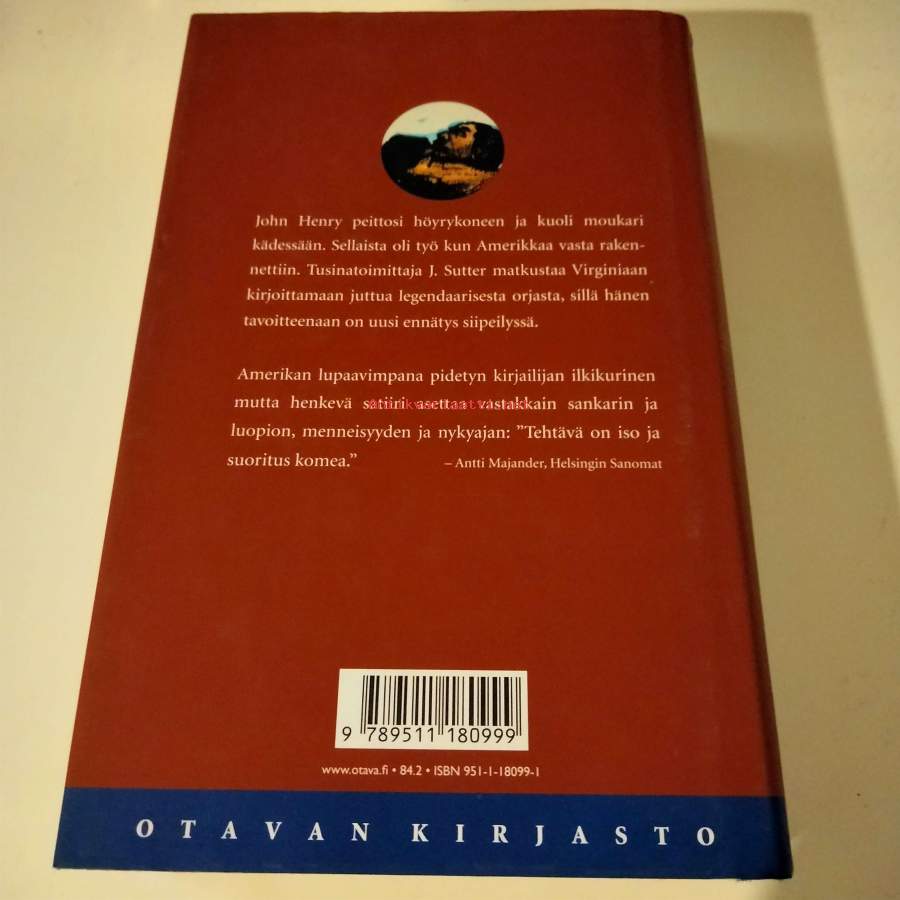 John Henry peittosi höyrykoneen ja kuoli moukari
kädessään. Sellaista oli työ kun Amerikkaa vasta raken-
nettiin. Tusinatoimittaja J. Sutter matkustaa Virginiaan
kirjoittamaan juttua legendaarisesta orjasta, sillä hänen
tavoitteenaan on uusi ennätys siipeilyssä.
Amerikan lupaavimpana pidetyn kirjailijan ilkikurinen
mutta henkevä satiiri asettaa vastakkain sankarin ja
luopion, menneisyyden ja nykyajan: ”Tehtävä on iso ja
suoritus komea.”
– Antti Majander, Helsingin Sanomat
9 789511 180999
www.otava.fi • 84.2 • ISBN 951-1-18099-1
OTAVAN KIRJASTO